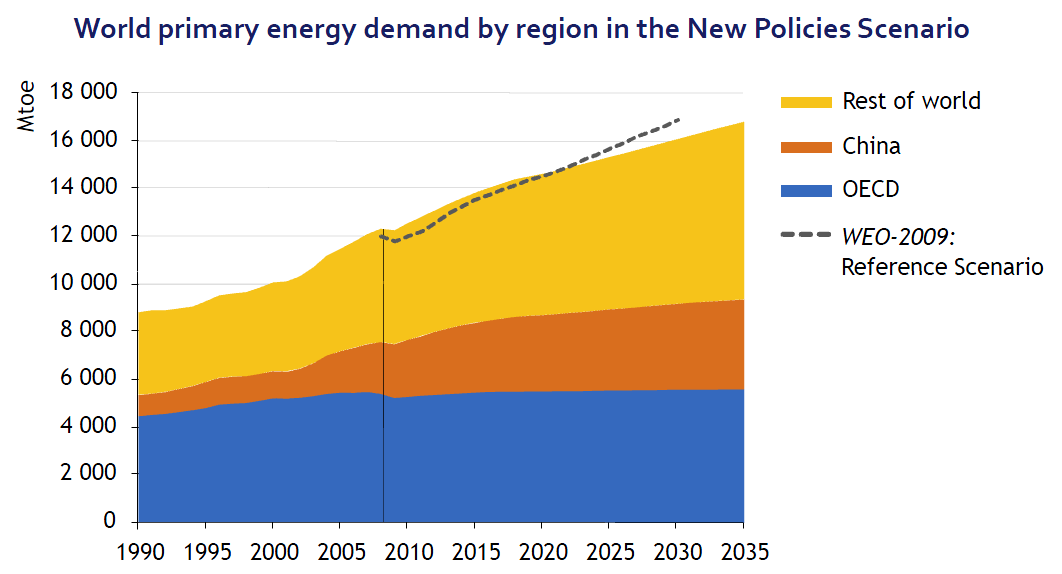 World primary energy demand by region in the New Policies Scenario
Mtoe
18 000
16 000
14 000
12 000
10 000
8 000
6 000
4 000
2 000
0
1990 1995 2000 2005 2010 2015 2020 2025 2030 2035
Rest of world
China
OECD
WEO-2009:
Reference Scenario